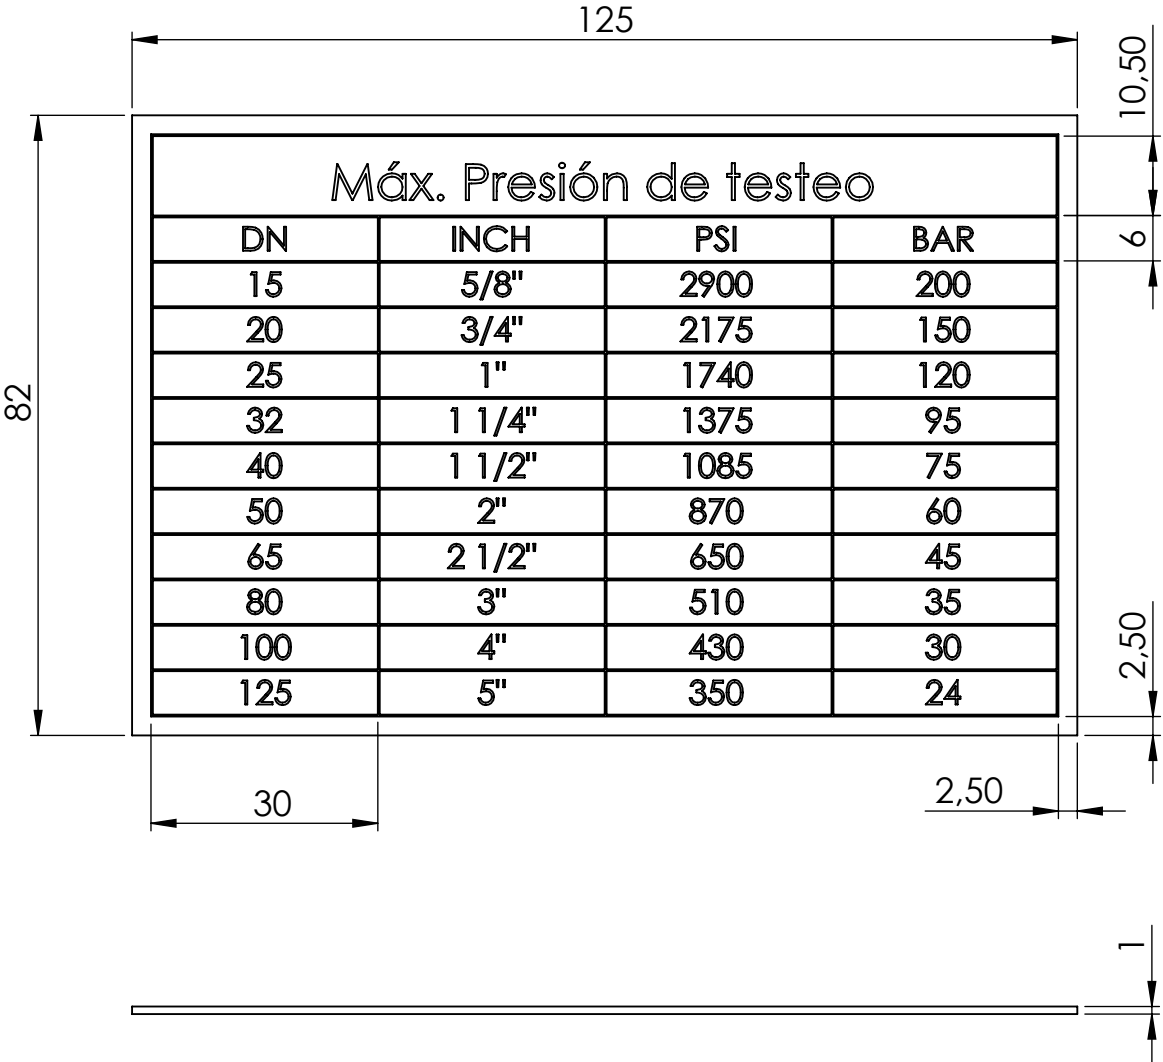 125
10,50
Máx. Presión de testeo
DN INCH PSI BAR
6
15 5/8" 2900 200
20 3/4" 2175 150
25 1" 1740 120
82
32 1 1/4" 1375 95
40 1 1/2" 1085 75
50 2" 870 60
65 2 1/2" 650 45
80 3" 510 35
100 4" 430 30
2,50
125 5" 350 24
30
2,50
1